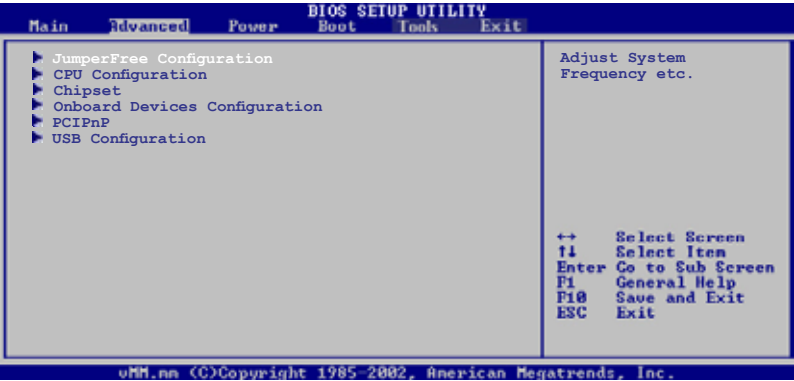 BIOS SETUP UTILITY
Main Advanced Power Boot Tools Exit
JumperFree Configuration
CPU Configuration
Chipset
Onboard Devices Configuration
PCIPnP
USB Configuration
Adjust System
Frequency etc.
↔ Select Screen
↑↓ Select Item
Enter Go to Sub Screen
F1 General Help
F10 Save and Exit
ESC Exit
vMM.mm (C)Copyright 1985-2002, American Megatrends, Inc.